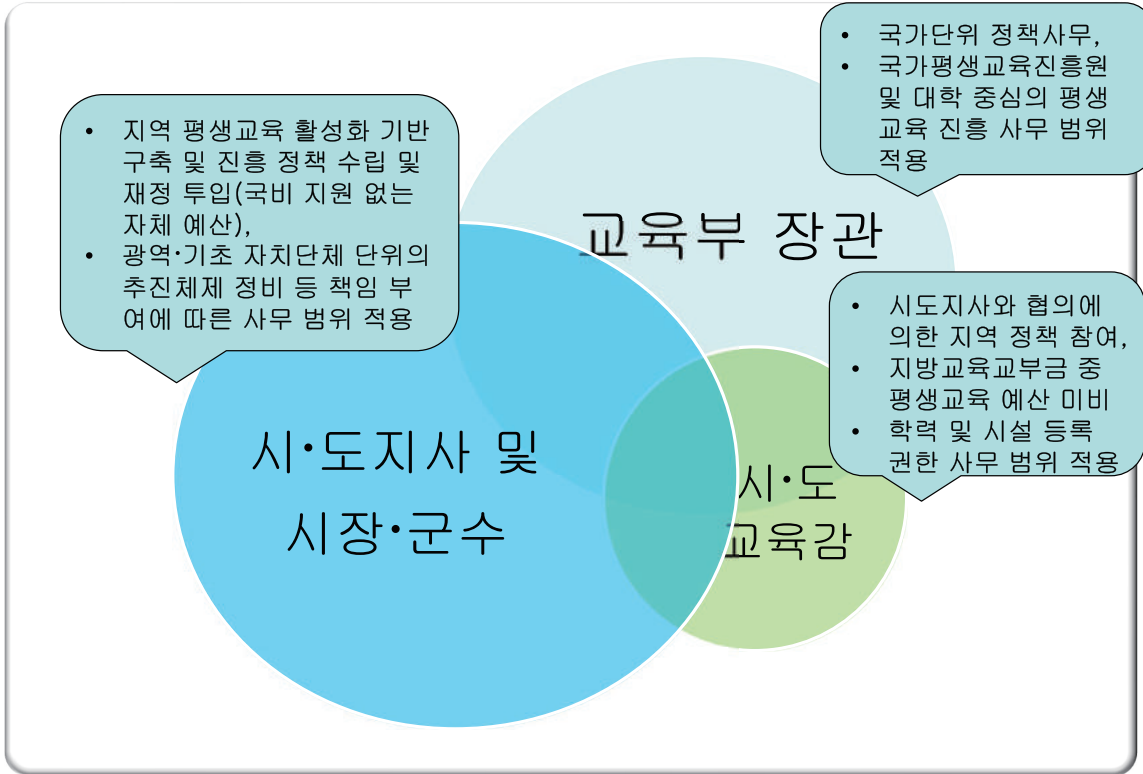 • 국가단위 정책사무,
• 국가평생교육진흥원
및 대학 중심의 평생
교육 진흥 사무 범위
적용
• 지역 평생교육 활성화 기반
구축 및 진흥 정책 수립 및
재정 투입(국비 지원 없는
자체 예산),
• 광역·기초 자치단체 단위의
추진체제 정비 등 책임 부
여에 따른 사무 범위 적용
교육부 장관
• 시도지사와 협의에
의한 지역 정책 참여,
• 지방교육교부금 중
평생교육 예산 미비
• 학력 및 시설 등록
권한 사무 범위 적용
시·도지사 및
시장·군수
시·도
교육감